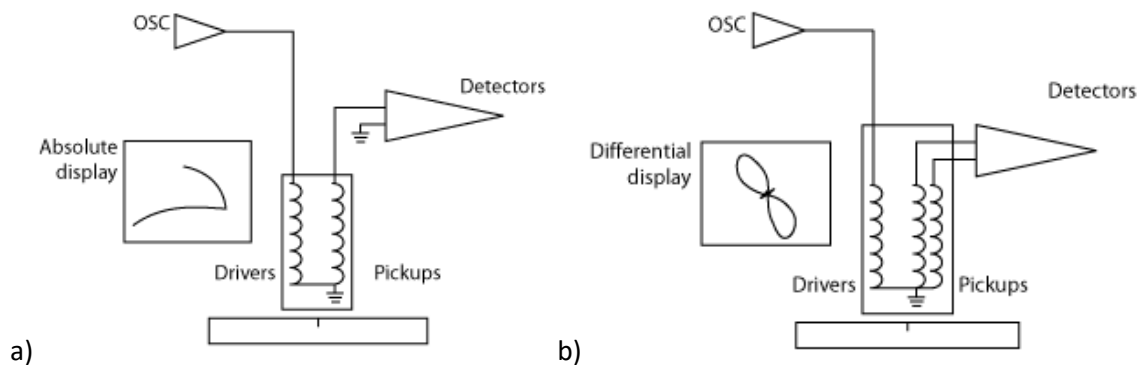 OSC
Detectors
Absolute
display
Drivers
Pickups
a)
OSC
Detectors
Differential
display
Drivers
Pickups
b)